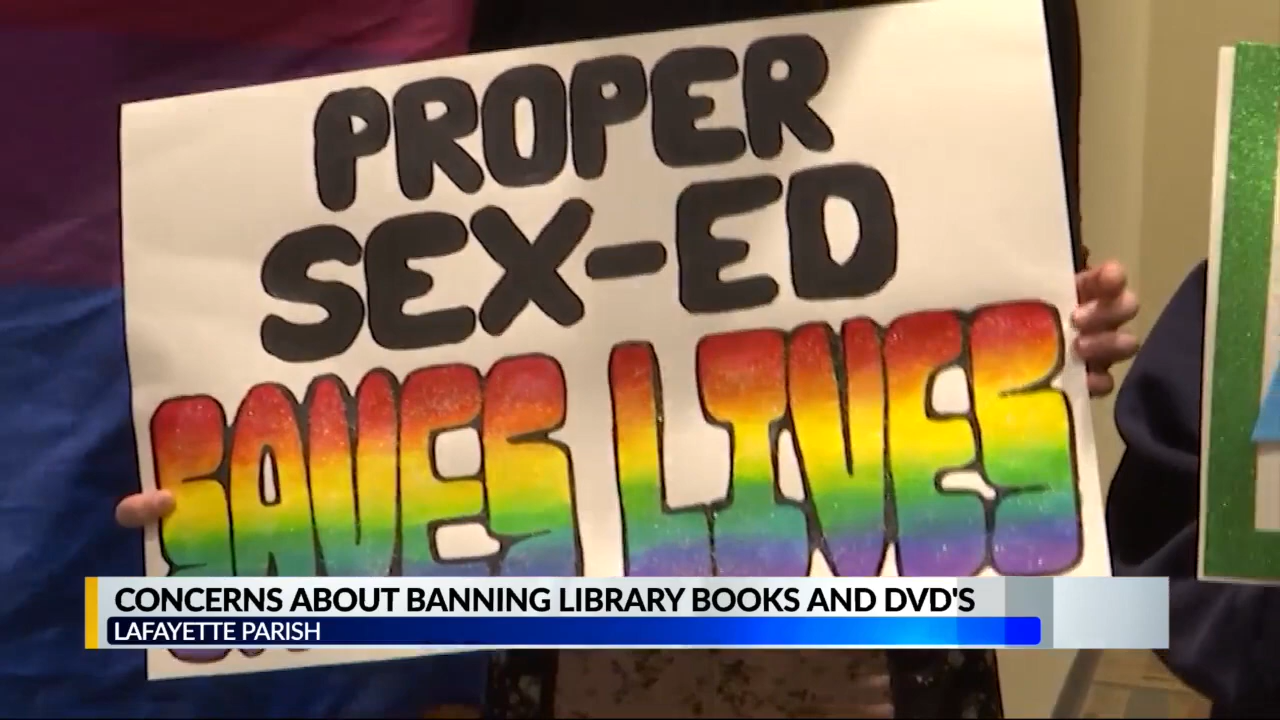 PROPER
SEX-ED
SAVES LIVES
CONCERNS ABOUT BANNING LIBRARY BOOKS AND DVD'S
LAFAYETTE PARISH